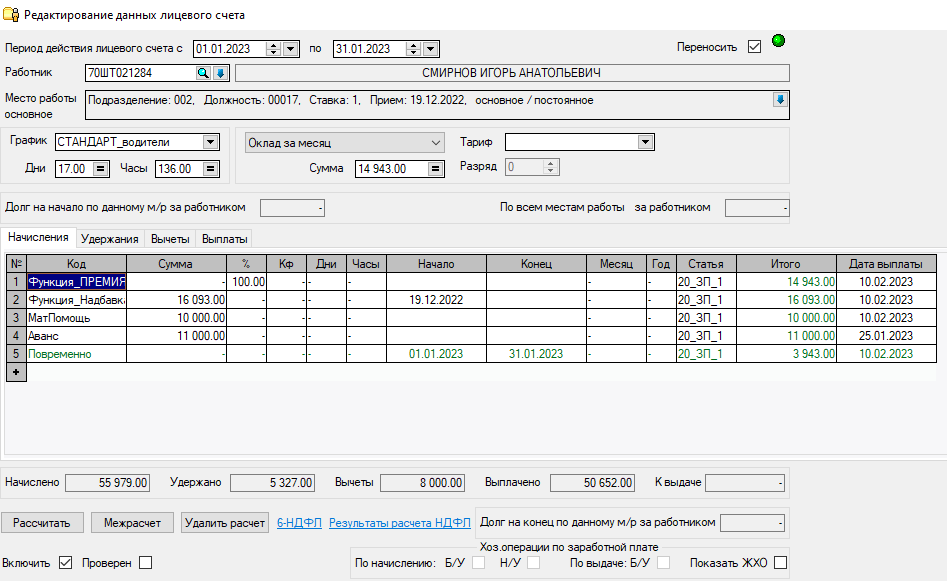 Редактирование данных лицевого счета
Период действия лицевого счета с 01.01.2023 по 31.01.2023 Переносить
Работник 70ШТ021284 СМИРНОВ ИГОРЬ АНАТОЛЬЕВИЧ
Место работы основное Подразделение: 002, Должность: 00017, Ставка: 1, Прием: 19.12.2022, основное / постоянное
График СТАНДАРТ_водители Оклад за месяц Тариф
Дни 17.00 Часы 136.00 Сумма 14 943.00 Разряд 0
Долг на начало по данному м/р за работником - По всем местам работы за работником -
Начисления Удержания Вычеты Выплаты
№ Код Сумма % Кф Дни Часы Начало Конец Месяц Год Статья Итого Дата выплаты
1 Функция_ПРЕМИЯ - 100.00 - - - - - 20_ЗП_1 14 943.00 10.02.2023
2 Функция_Надбавка 16 093.00 - - - - 19.12.2022 - - 20_ЗП_1 16 093.00 10.02.2023
3 МатПомощь 10 000.00 - - - - - - 20_ЗП_1 10 000.00 10.02.2023
4 Аванс 11 000.00 - - - - - - 20_ЗП_1 11 000.00 25.01.2023
5 Повременно - - - - - 01.01.2023 31.01.2023 - - 20_ЗП_1 3 943.00 10.02.2023
+
Начислено 55 979.00 Удержано 5 327.00 Вычеты 8 000.00 Выплачено 50 652.00 К выдаче -
Рассчитать Межрасчет Удалить расчет 6-НДФЛ Результаты расчета НДФЛ Долг на конец по данному м/р за работником -
Хоз.операции по заработной плате
Включить Проверен По начислению: Б/У Н/У По выдаче: Б/У Показать ЖХО